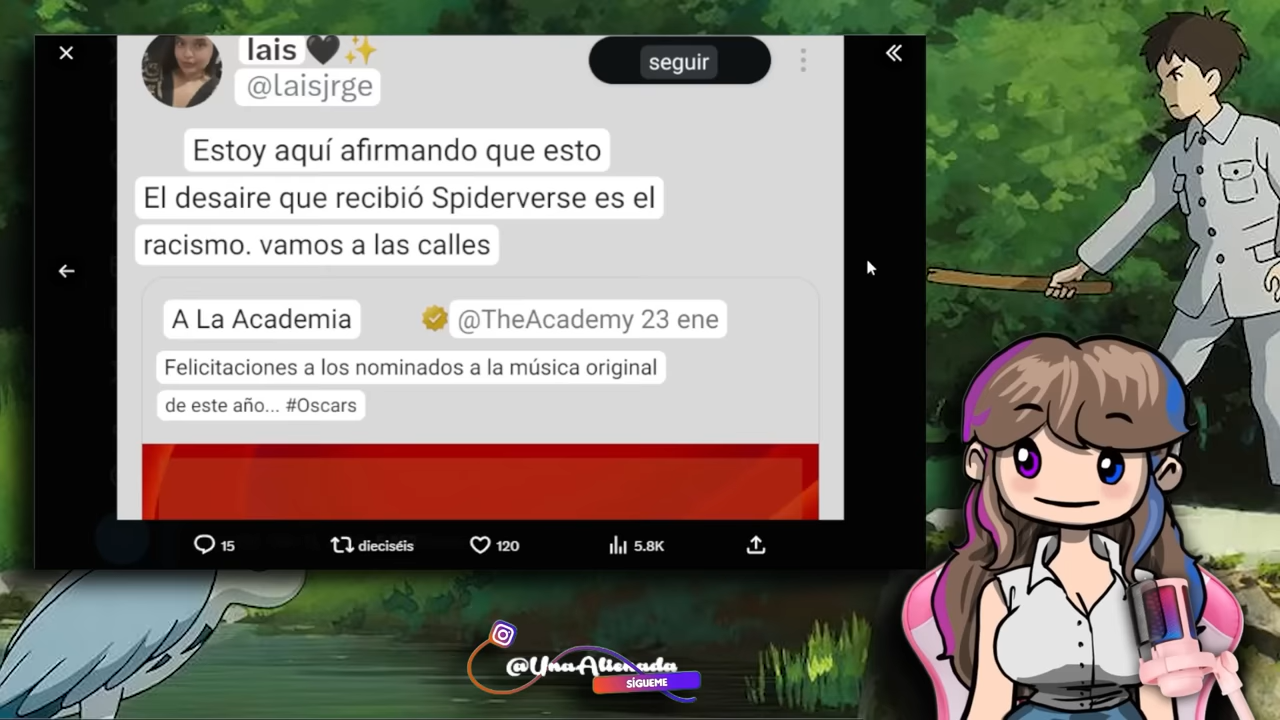 lais
@laisjrge
seguir
Estoy aquí afirmando que esto
El desaire que recibió Spiderverse es el
racismo. vamos a las calles
A La Academia @TheAcademy 23 ene
Felicitaciones a los nominados a la música original
de este año... #Oscars
15 dieciséis 120 5.8K
@UnaAlienada
SÍGUEME